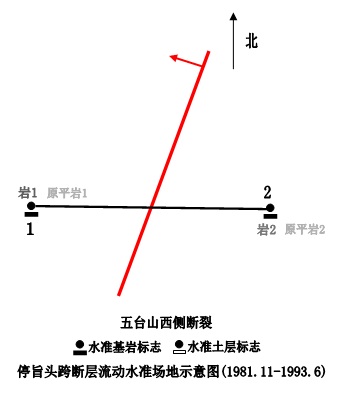 北
岩1 原平岩1
2
1
岩2 原平岩2
五台山西侧断裂
水准基岩标志 水准土层标志
停旨头跨断层流动水准场地示意图(1981.11-1993.6)